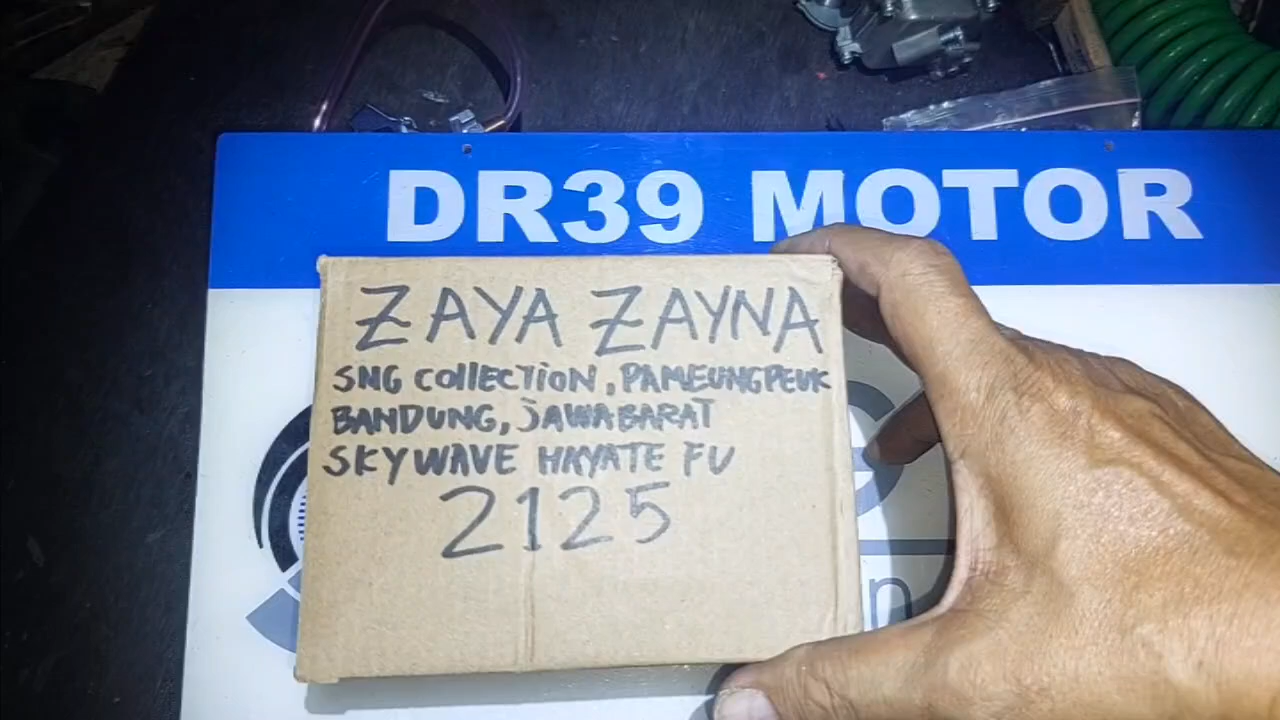 DR39 MOTOR
ZAYA ZAYNA
SNG COllECTiON, PAMEUNGPEUK
BANDUNG, JAWA BARAT
SKYWAVE HAYATE FU
2125